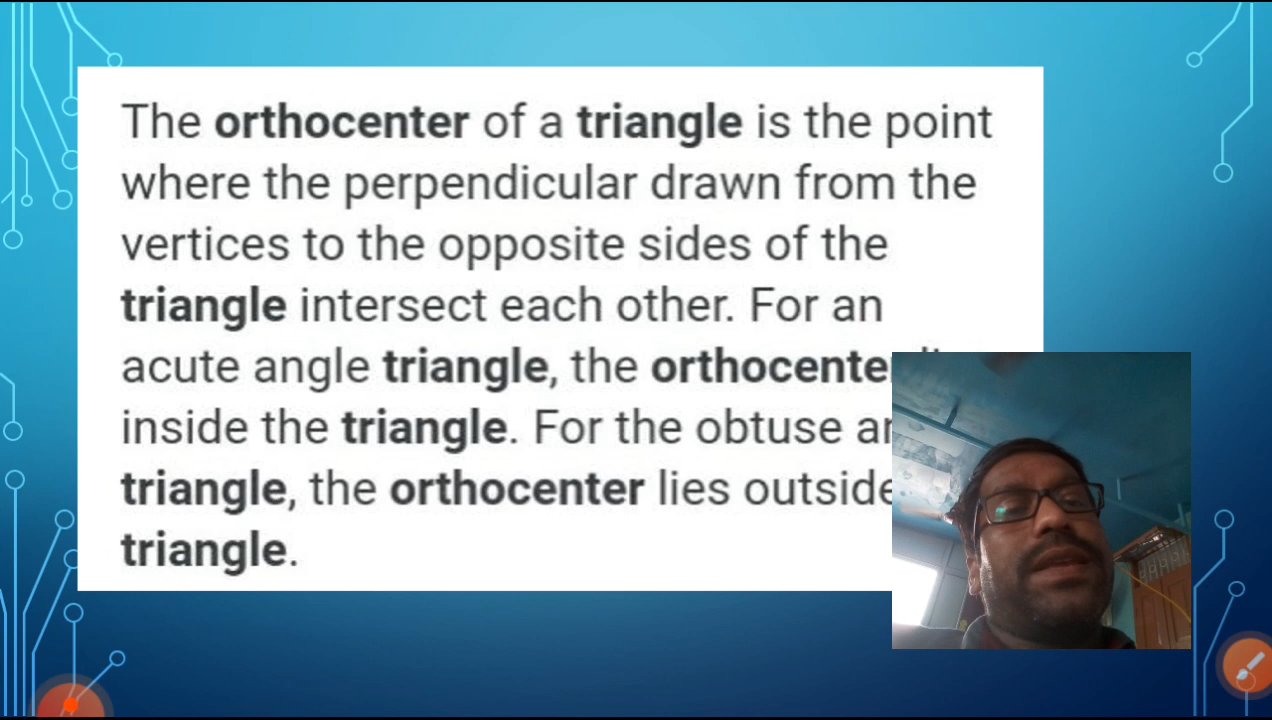 The orthocenter of a triangle is the point
where the perpendicular drawn from the
vertices to the opposite sides of the
triangle intersect each other. For an
acute angle triangle, the orthocenter
inside the triangle. For the obtuse
triangle, the orthocenter lies outside
triangle.